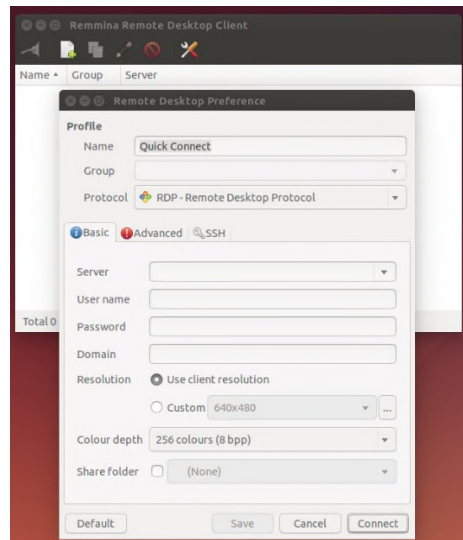 Remmina Remote Desktop Client
Name Group Server
Remote Desktop Preference
Profile
Name Quick Connect
Group
Protocol RDP - Remote Desktop Protocol
Basic Advanced SSH
Server
User name
Password
Domain
Resolution Use client resolution
Custom 640x480 ...
Colour depth 256 colours (8 bpp)
Share folder (None)
Total 0
Default Save Cancel Connect